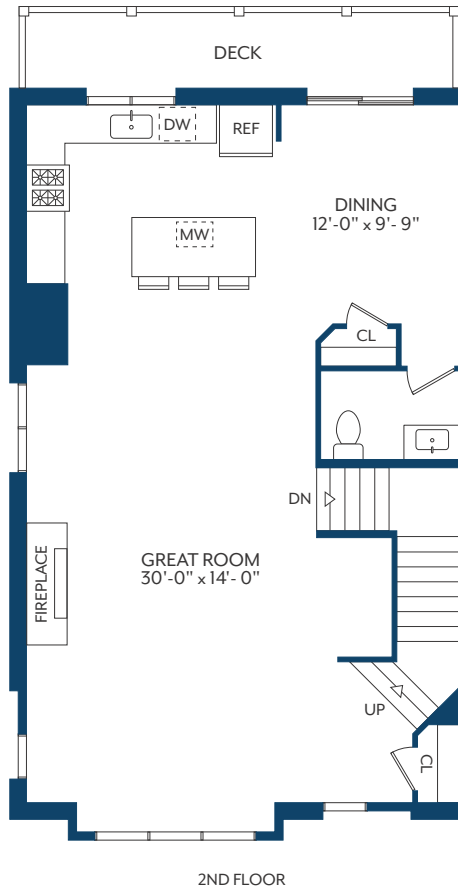 DECK
DW
REF
DINING
12'-0" x 9'- 9"
MW
CL
DN
GREAT ROOM
30'-0" x 14'- 0"
FIREPLACE
UP
CL
2ND FLOOR